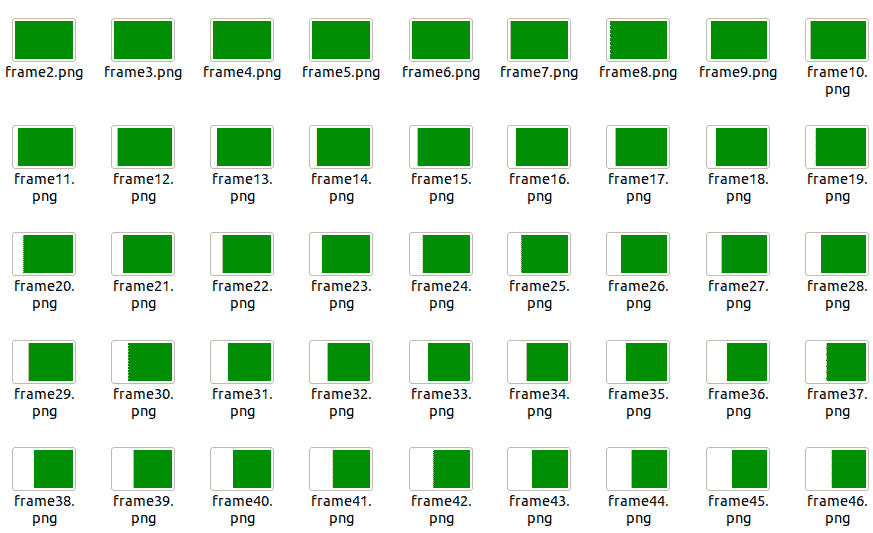 frame2.png frame3.png frame4.png frame5.png frame6.png frame7.png frame8.png frame9.png frame10.
png
frame11. frame12. frame13. frame14. frame15. frame16. frame17. frame18. frame19.
png png png png png png png png png
frame20. frame21. frame22. frame23. frame24. frame25. frame26. frame27. frame28.
png png png png png png png png png
frame29. frame30. frame31. frame32. frame33. frame34. frame35. frame36. frame37.
png png png png png png png png png
frame38. frame39. frame40. frame41. frame42. frame43. frame44. frame45. frame46.
png png png png png png png png png